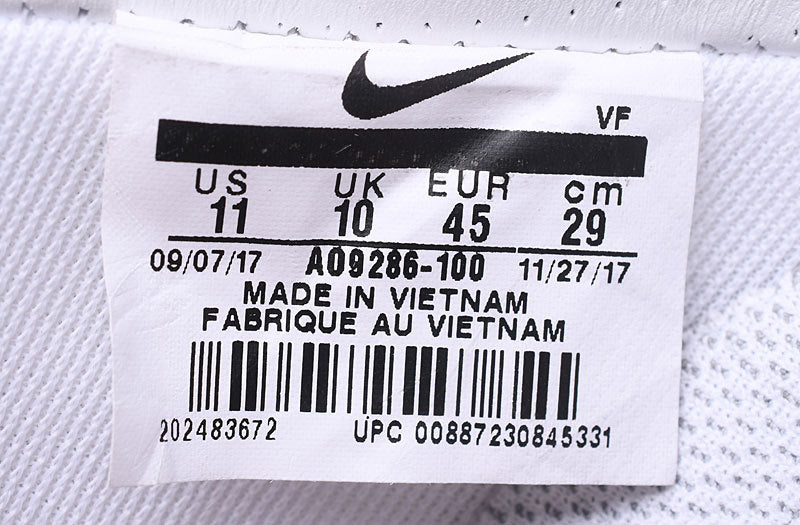 VF
US UK EUR cm
11 10 45 29
09/07/17 AO9286-100 11/27/17
MADE IN VIETNAM
FABRIQUE AU VIETNAM
202483672 UPC 00887230845331